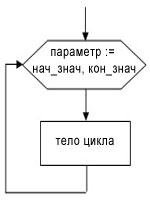 параметр :=
нач_знач, кон_знач
тело цикла